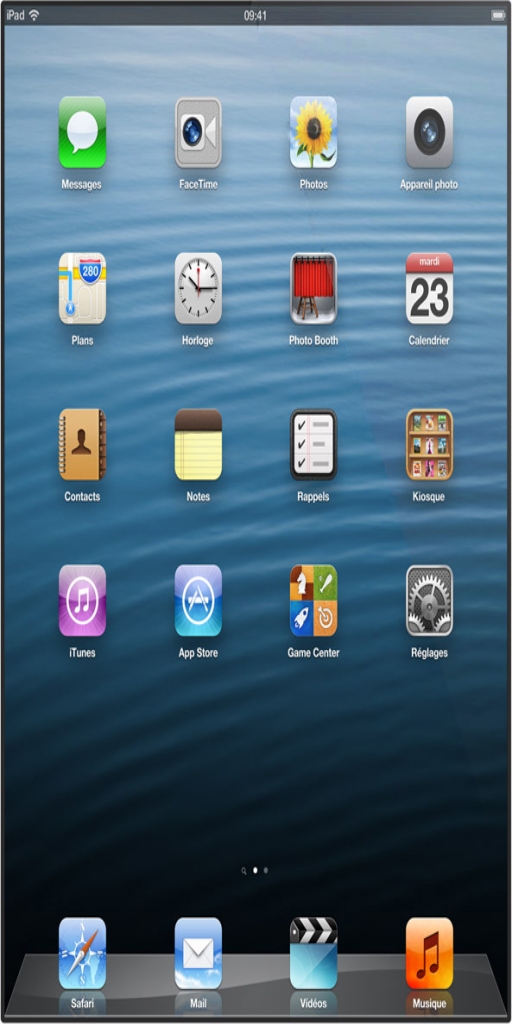 iPad 09:41
Messages FaceTime Photos Appareil photo
280
mardi
23
Plans Horloge Photo Booth Calendrier
Contacts Notes Rappels Kiosque
iTunes App Store Game Center Réglages
Safari Mail Vidéos Musique